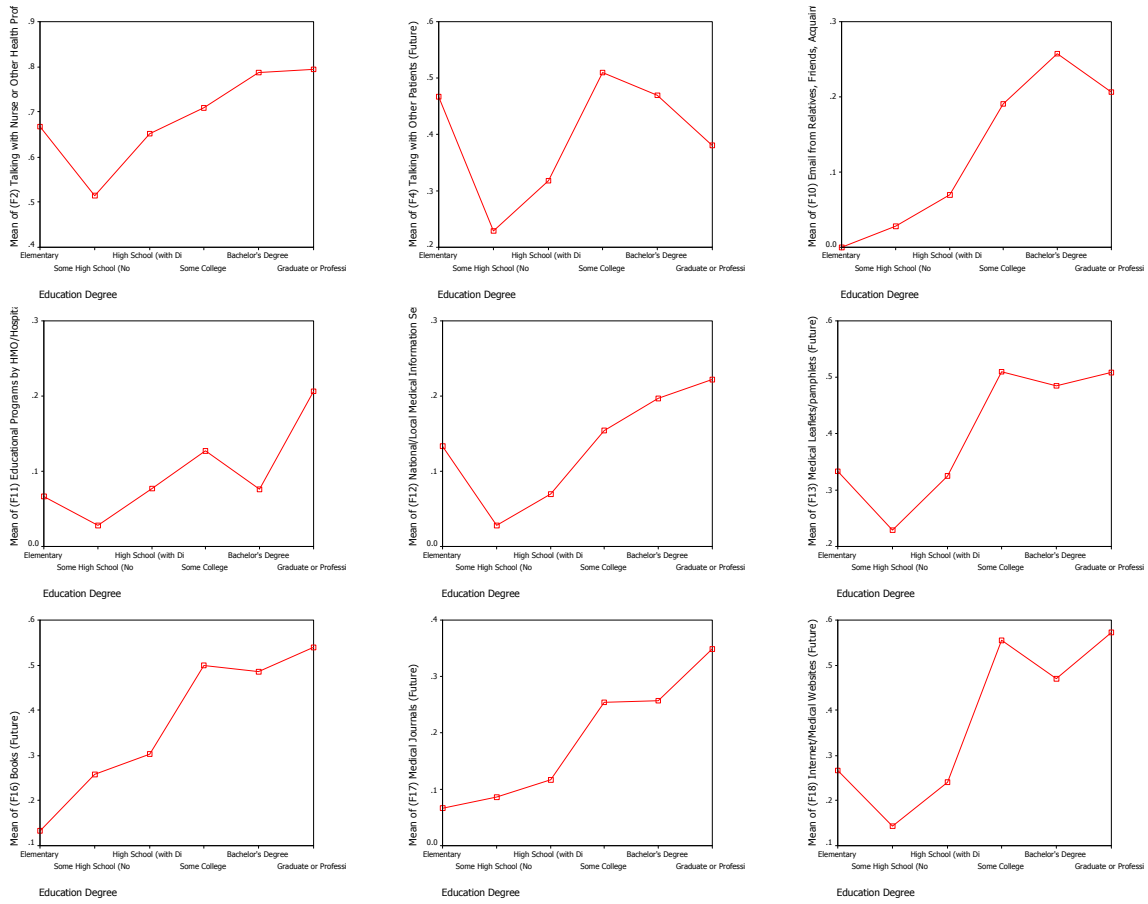 Mean of (F2) Talking with Nurse or Other Health Prof
.9
.8
.7
.6
.5
.4
Elementary
High School (with Di
Bachelor's Degree
Some High School (No
Some College
Graduate or Professi
Education Degree
Mean of (F4) Talking with Other Patients (Future)
.6
.5
.4
.3
.2
Elementary
High School (with Di
Bachelor's Degree
Some High School (No
Some College
Graduate or Professi
Education Degree
Mean of (F10) Email from Relatives, Friends, Acquain
.3
.2
.1
0.0
Elementary
High School (with Di
Bachelor's Degree
Some High School (No
Some College
Graduate or Professi
Education Degree
Mean of (F11) Educational Programs by HMO/Hospita
.3
.2
.1
0.0
Elementary
High School (with Di
Bachelor's Degree
Some High School (No
Some College
Graduate or Professi
Education Degree
Mean of (F12) National/Local Medical Information Se
.3
.2
.1
0.0
Elementary
High School (with Di
Bachelor's Degree
Some High School (No
Some College
Graduate or Professi
Education Degree
Mean of (F13) Medical Leaflets/pamphlets (Future)
.6
.5
.4
.3
.2
Elementary
High School (with Di
Bachelor's Degree
Some High School (No
Some College
Graduate or Professi
Education Degree
Mean of (F16) Books (Future)
.6
.5
.4
.3
.2
.1
Elementary
High School (with Di
Bachelor's Degree
Some High School (No
Some College
Graduate or Professi
Education Degree
Mean of (F17) Medical Journals (Future)
.4
.3
.2
.1
0.0
Elementary
High School (with Di
Bachelor's Degree
Some High School (No
Some College
Graduate or Professi
Education Degree
Mean of (F18) Internet/Medical Websites (Future)
.6
.5
.4
.3
.2
.1
Elementary
High School (with Di
Bachelor's Degree
Some High School (No
Some College
Graduate or Professi
Education Degree